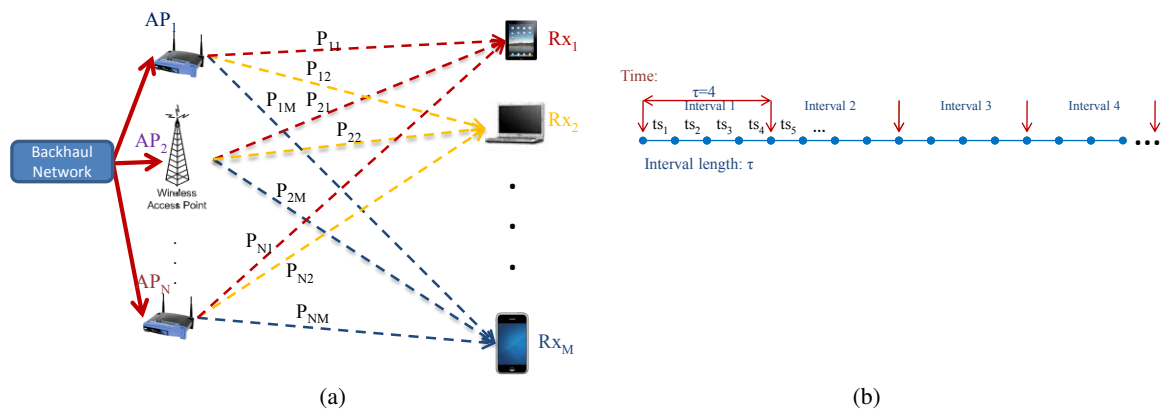 AP₁
P₁₁
Rx₁
P₁₂
P₁M
P₂₁
Backhaul
Network
AP₂
P₂₂
Rx₂
Wireless
Access Point
P₂M
PN₁
PN₂
APN
PNM
RxM
(a)
Time:
τ=4
Interval 1
Interval 2
Interval 3
Interval 4
ts₁ ts₂ ts₃ ts₄ ts₅ ...
Interval length: τ
(b)